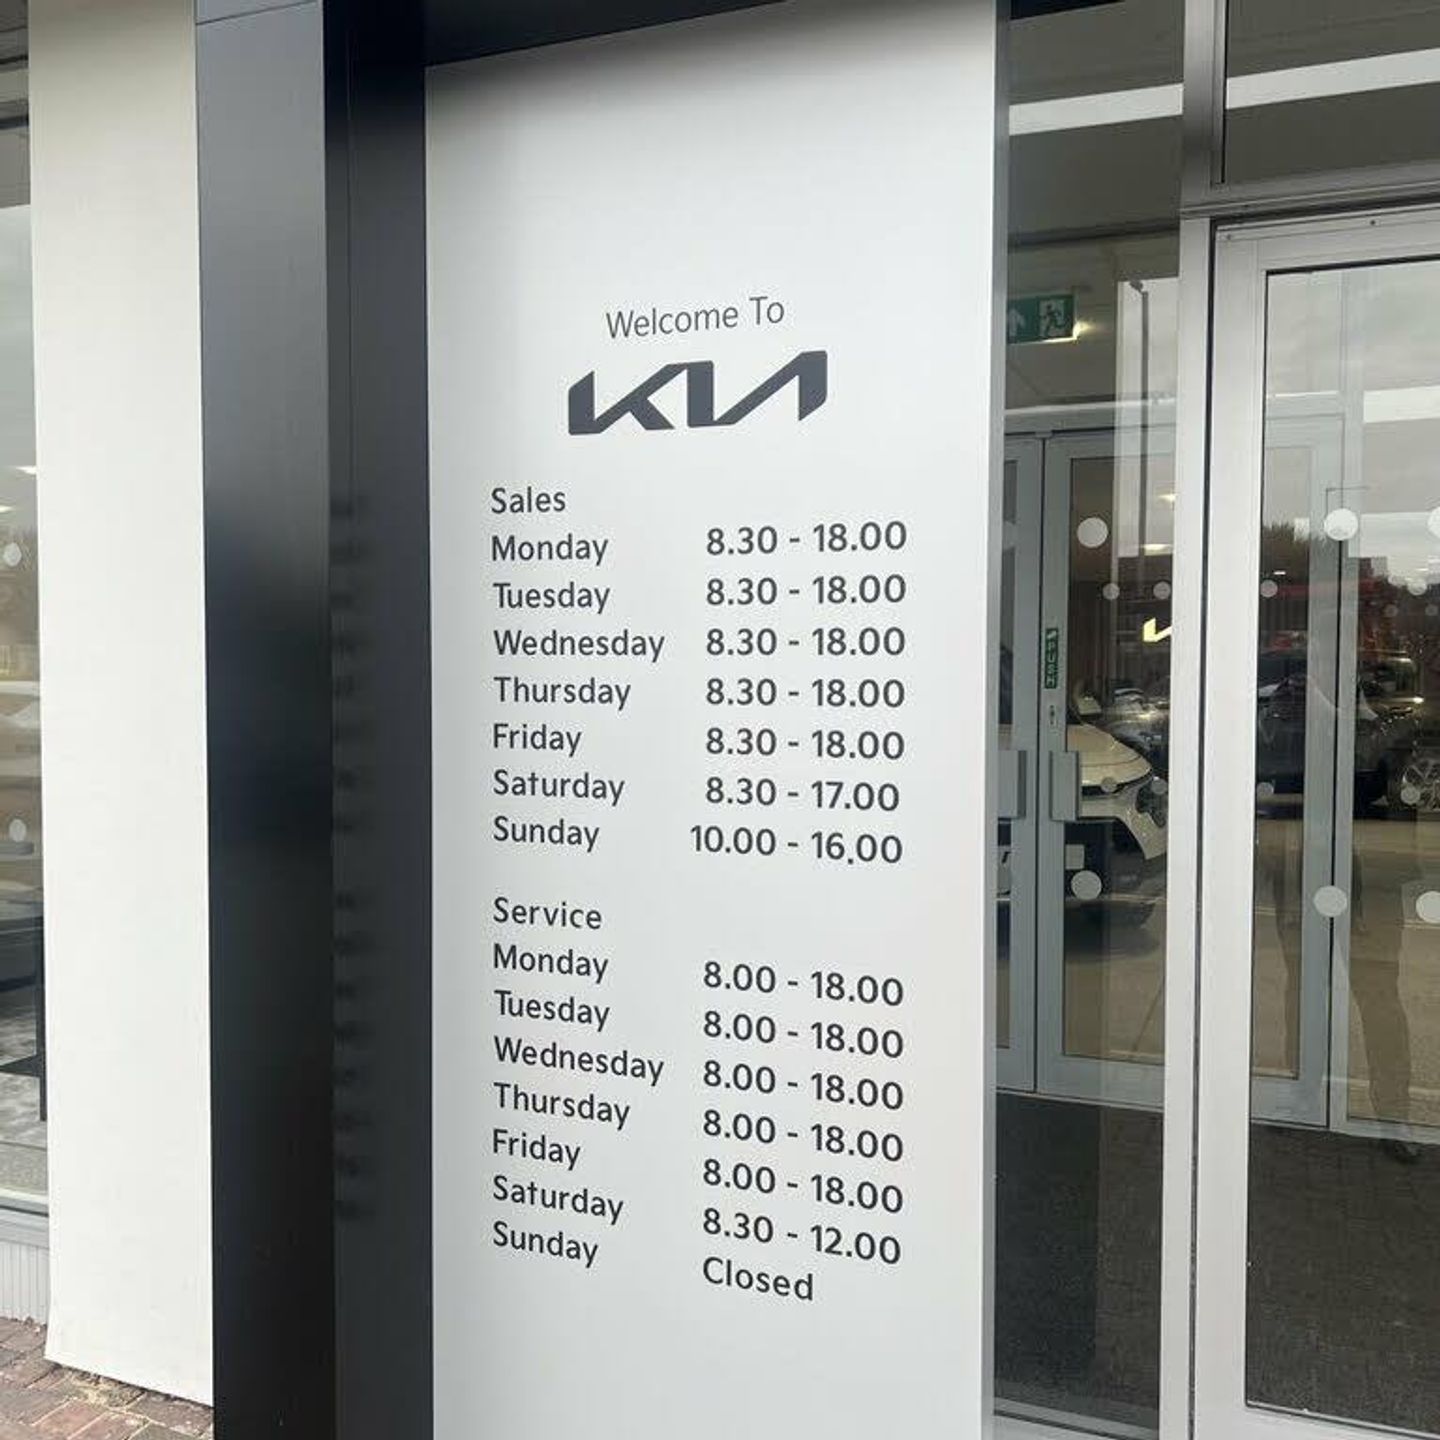 Welcome To
KIA
Sales
Monday 8.30 - 18.00
Tuesday 8.30 - 18.00
Wednesday 8.30 - 18.00
Thursday 8.30 - 18.00
Friday 8.30 - 18.00
Saturday 8.30 - 17.00
Sunday 10.00 - 16.00
Service
Monday 8.00 - 18.00
Tuesday 8.00 - 18.00
Wednesday 8.00 - 18.00
Thursday 8.00 - 18.00
Friday 8.00 - 18.00
Saturday 8.30 - 12.00
Sunday Closed
PUSH